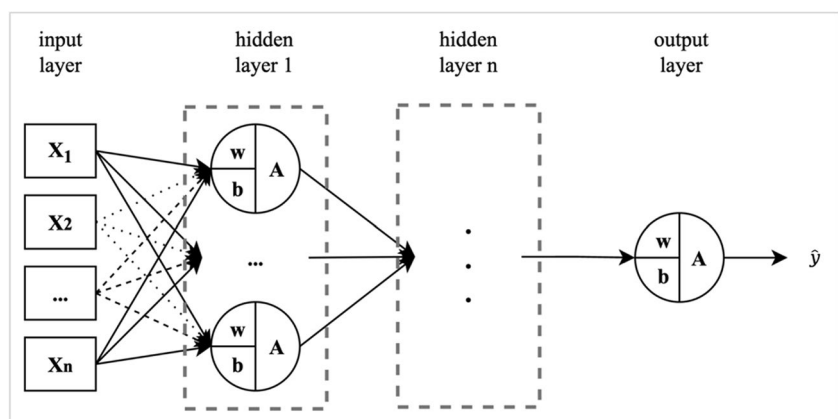 input
layer
hidden
layer 1
hidden
layer n
output
layer
X1
X2
...
Xn
w
b
A
...
w
b
A
.
.
.
w
b
A
ŷ